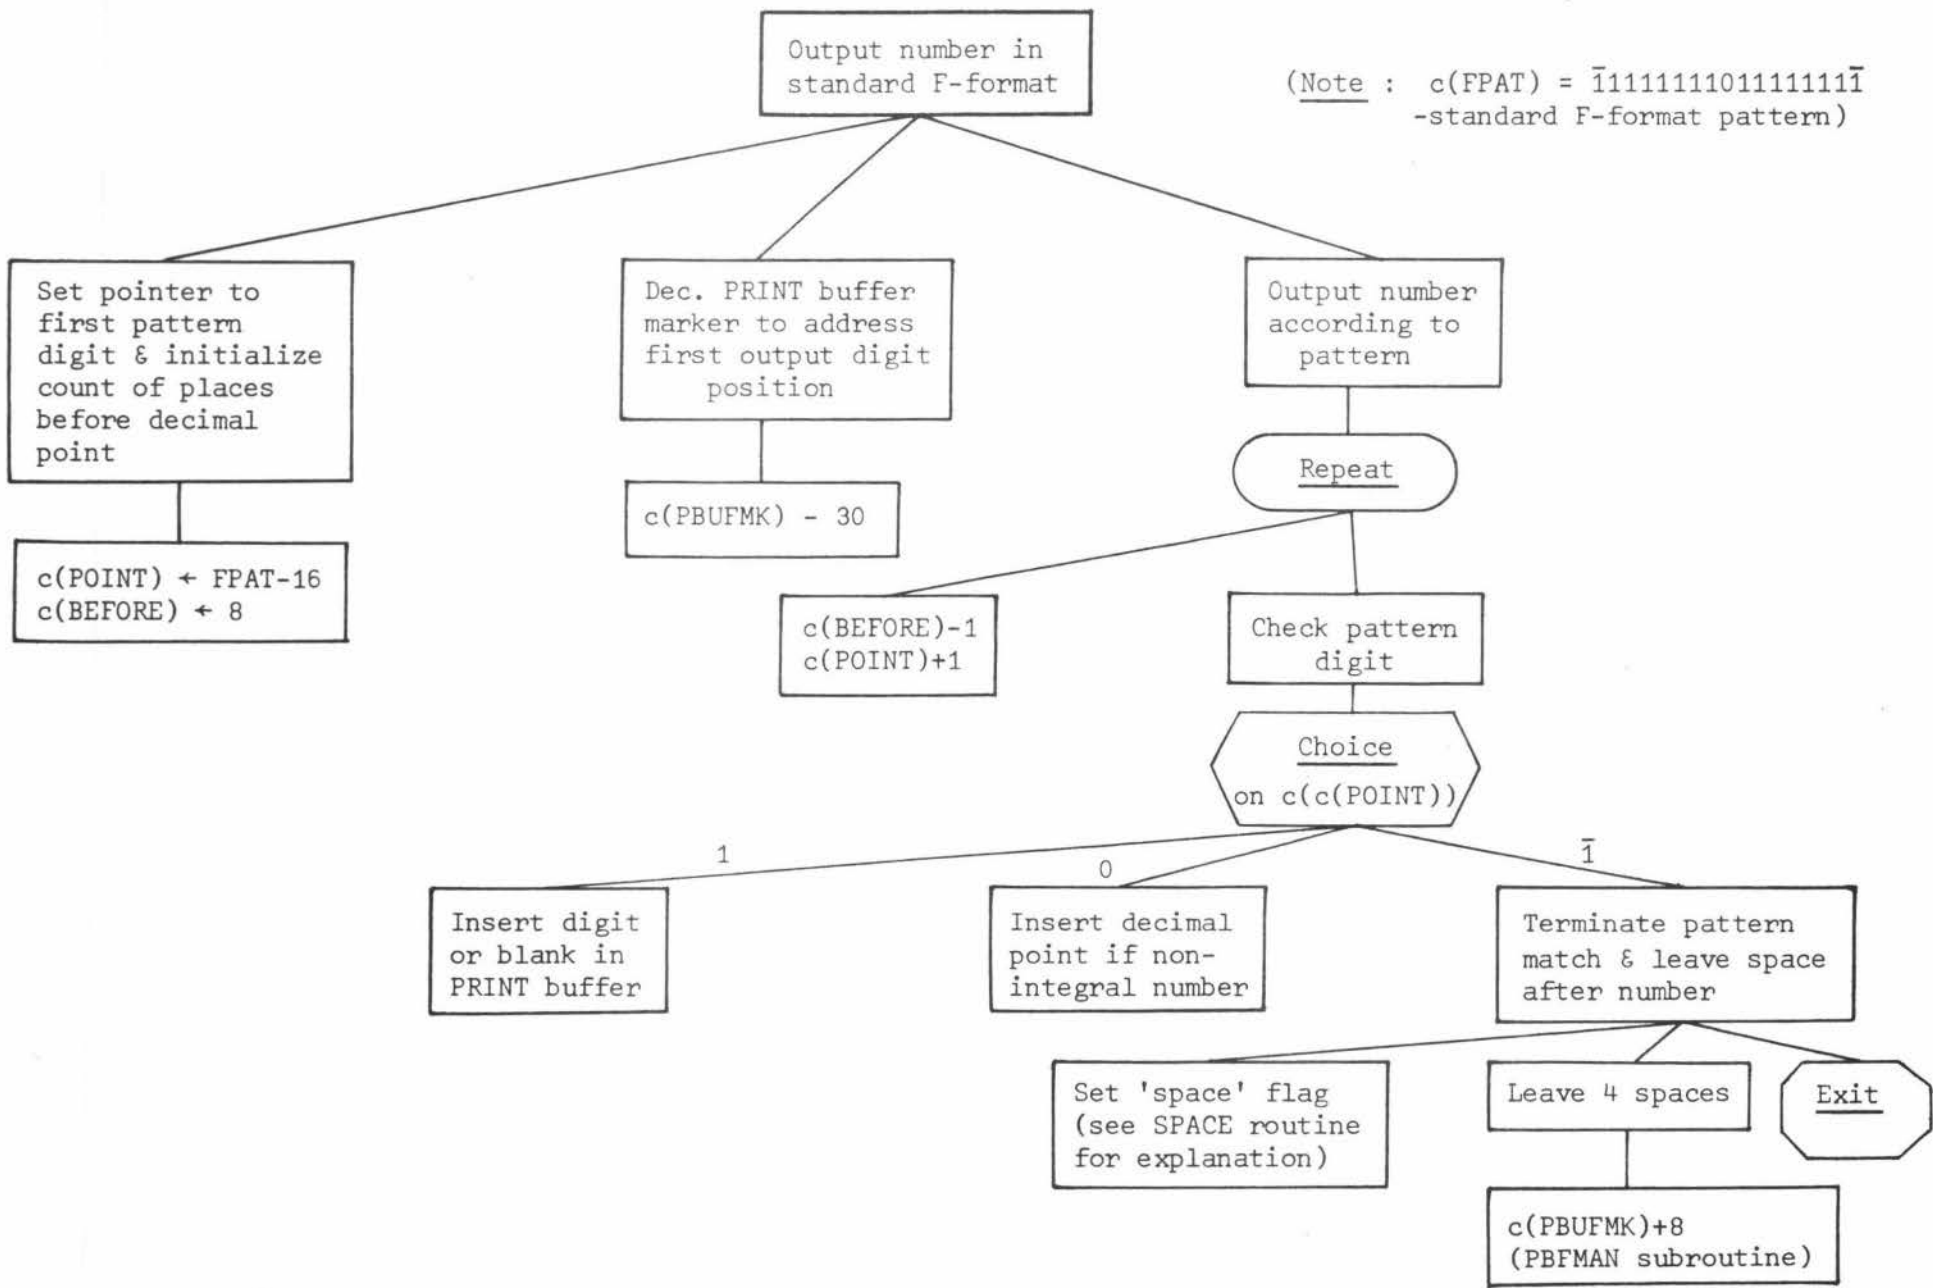 Output number in
standard F-format
(Note : c(FPAT) = 1̄1111111011111111̄
-standard F-format pattern)
Set pointer to
first pattern
digit & initialize
count of places
before decimal
point
Dec. PRINT buffer
marker to address
first output digit
position
Output number
according to
pattern
Repeat
c(PBUFMK) - 30
c(POINT) ← FPAT-16
c(BEFORE) ← 8
c(BEFORE)-1
c(POINT)+1
Check pattern
digit
Choice
on c(c(POINT))
1
0
1̄
Insert digit
or blank in
PRINT buffer
Insert decimal
point if non-
integral number
Terminate pattern
match & leave space
after number
Set 'space' flag
(see SPACE routine
for explanation)
Leave 4 spaces
Exit
c(PBUFMK)+8
(PBFMAN subroutine)